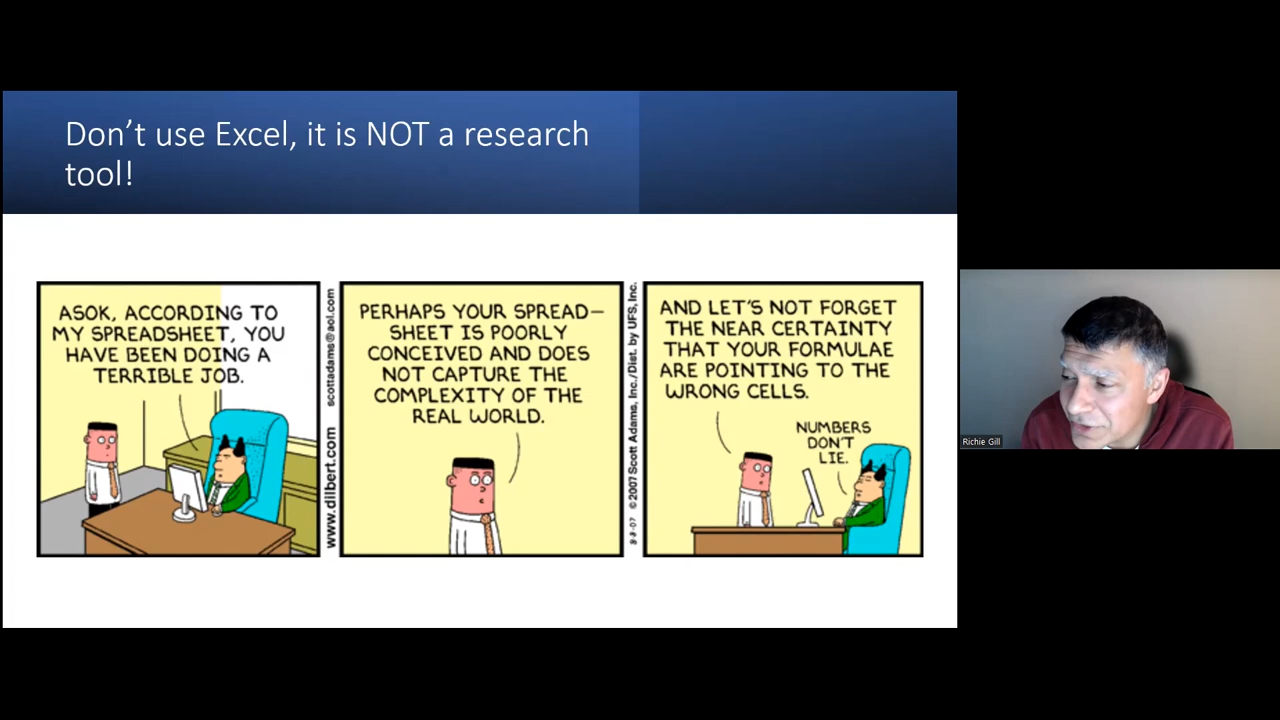 Don’t use Excel, it is NOT a research
tool!
ASOK, ACCORDING TO
MY SPREADSHEET, YOU
HAVE BEEN DOING A
TERRIBLE JOB.
www.dilbert.com scottadams@aol.com
PERHAPS YOUR SPREAD-
SHEET IS POORLY
CONCEIVED AND DOES
NOT CAPTURE THE
COMPLEXITY OF THE
REAL WORLD.
© 2007 Scott Adams, Inc./Dist. by UFS, Inc.
AND LET'S NOT FORGET
THE NEAR CERTAINTY
THAT YOUR FORMULAE
ARE POINTING TO THE
WRONG CELLS.
NUMBERS
DON'T
LIE.
Richie Gill